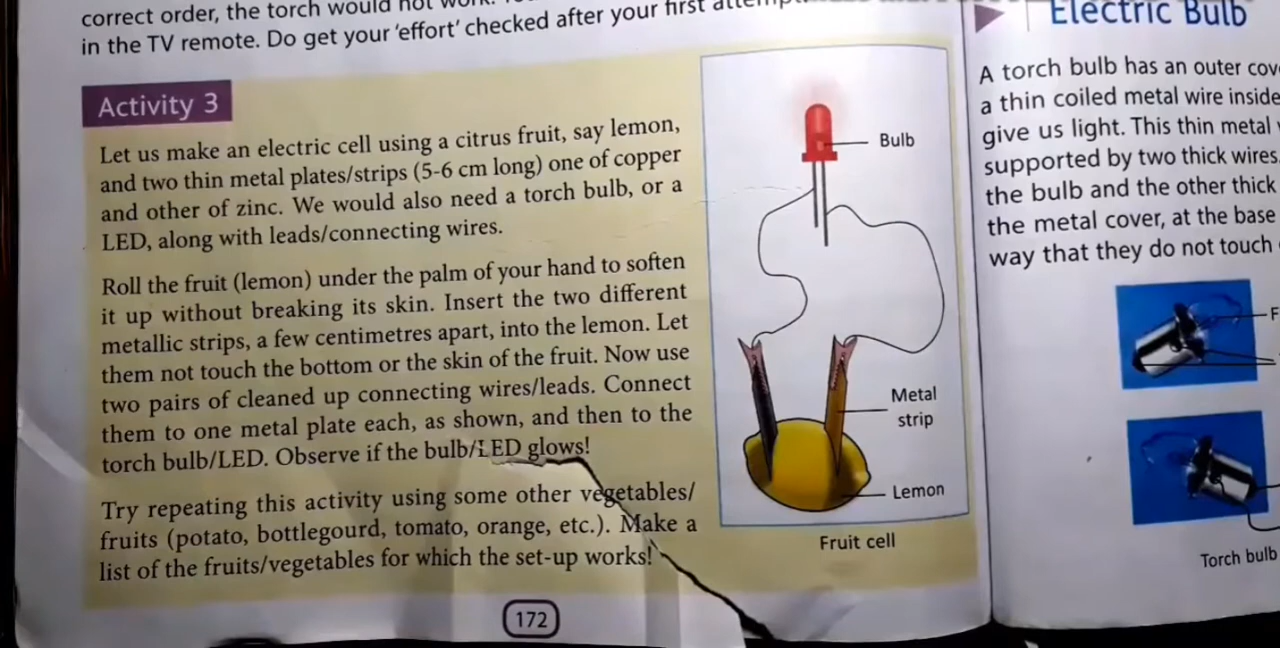 correct order, the torch would not work.
in the TV remote. Do get your 'effort' checked after your first
Activity 3
Let us make an electric cell using a citrus fruit, say lemon,
and two thin metal plates/strips (5-6 cm long) one of copper
and other of zinc. We would also need a torch bulb, or a
LED, along with leads/connecting wires.
Roll the fruit (lemon) under the palm of your hand to soften
it up without breaking its skin. Insert the two different
metallic strips, a few centimetres apart, into the lemon. Let
them not touch the bottom or the skin of the fruit. Now use
two pairs of cleaned up connecting wires/leads. Connect
them to one metal plate each, as shown, and then to the
torch bulb/LED. Observe if the bulb/LED glows!
Try repeating this activity using some other vegetables/
fruits (potato, bottlegourd, tomato, orange, etc.). Make a
list of the fruits/vegetables for which the set-up works!
Bulb
Metal
strip
Lemon
Fruit cell
172
Electric Bulb
A torch bulb has an outer
a thin coiled metal wire inside
give us light. This thin metal
supported by two thick wires.
the bulb and the other thick
the metal cover, at the base
way that they do not touch
Torch bulb